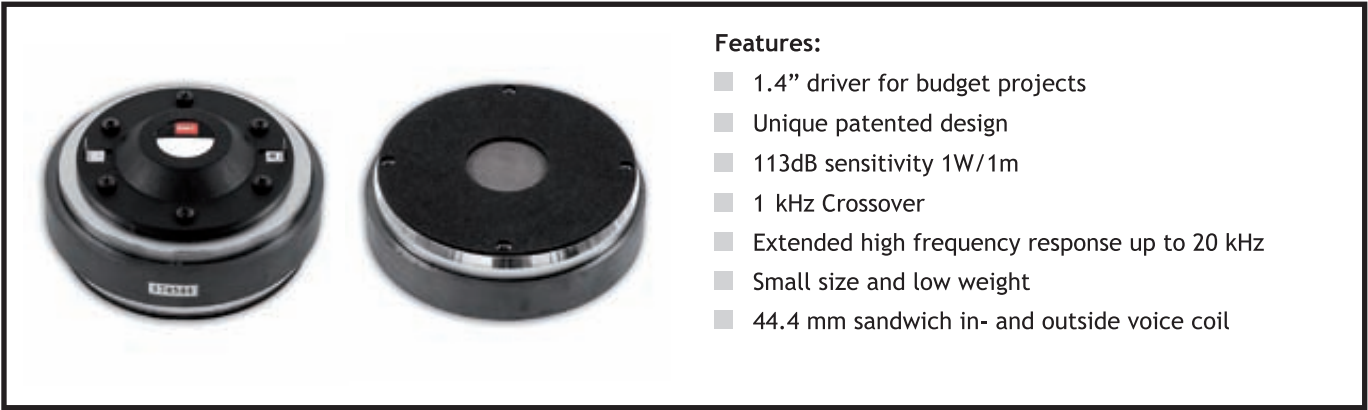 Features:
1.4” driver for budget projects
Unique patented design
113dB sensitivity 1W/1m
1 kHz Crossover
Extended high frequency response up to 20 kHz
Small size and low weight
44.4 mm sandwich in- and outside voice coil